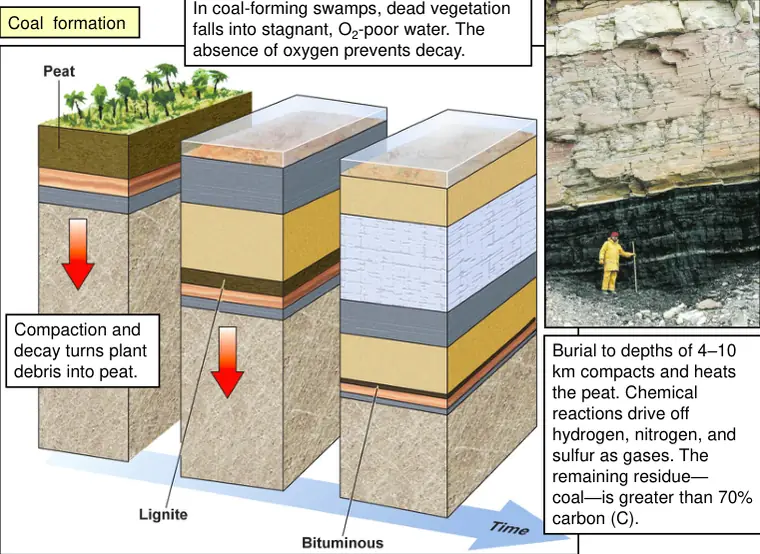 Coal formation
In coal-forming swamps, dead vegetation
falls into stagnant, O₂-poor water. The
absence of oxygen prevents decay.
Peat
Compaction and
decay turns plant
debris into peat.
Burial to depths of 4–10
km compacts and heats
the peat. Chemical
reactions drive off
hydrogen, nitrogen, and
sulfur as gases. The
remaining residue—
coal—is greater than 70%
carbon (C).
Lignite
Bituminous
Time